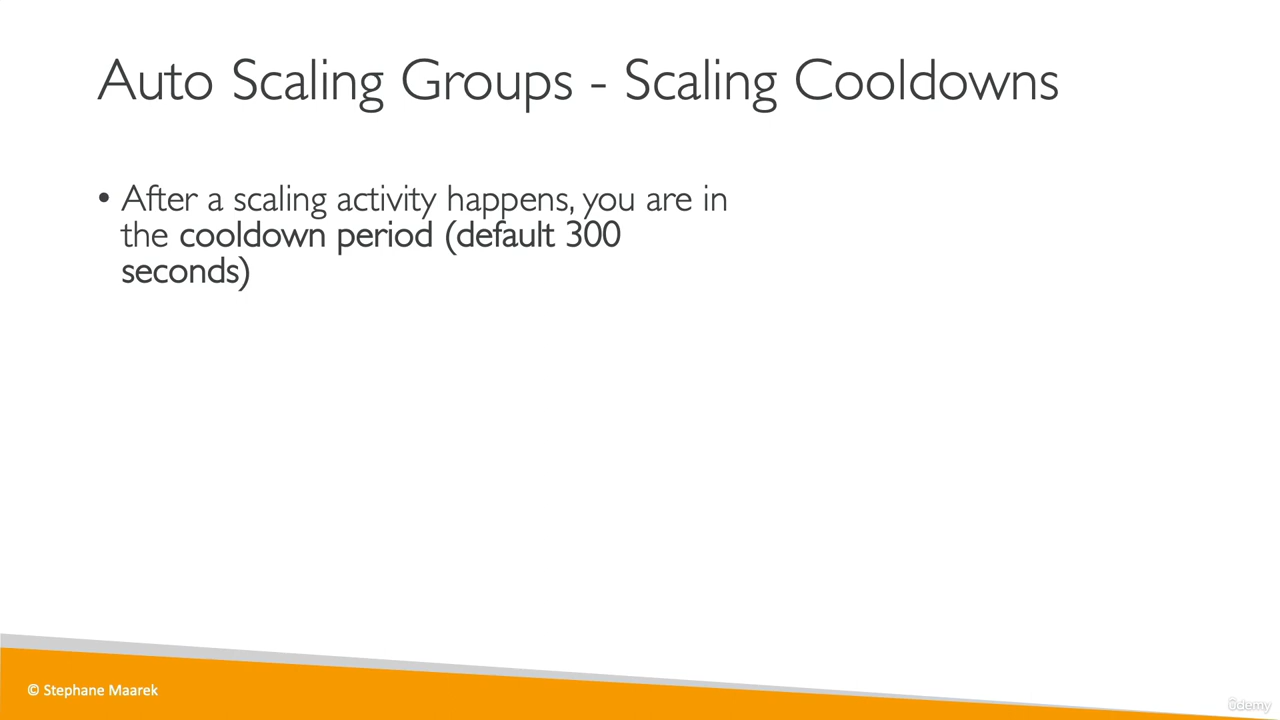 Auto Scaling Groups - Scaling Cooldowns
• After a scaling activity happens, you are in
the cooldown period (default 300
seconds)
© Stephane Maarek
ûdemy